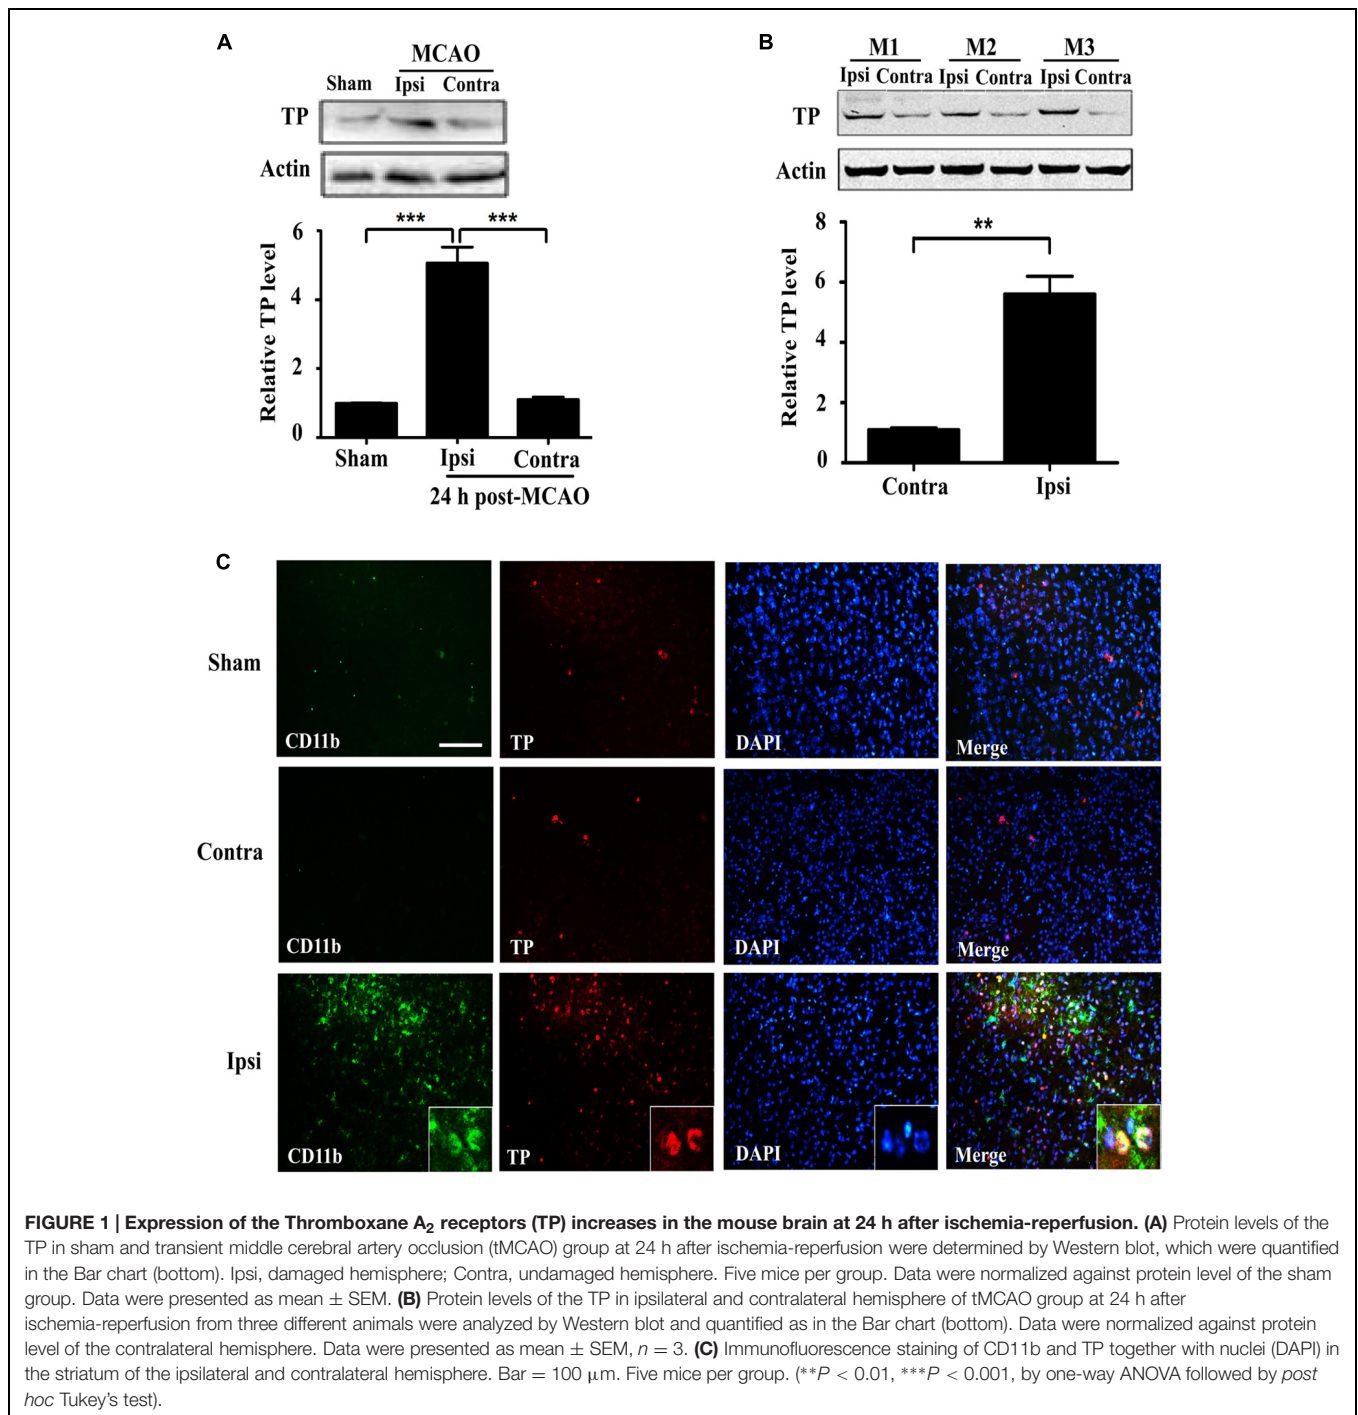 A
MCAO
Sham Ipsi Contra
TP
Actin
*** ***
6
4
2
0
Relative TP level
Sham Ipsi Contra
24 h post-MCAO
B
M1 M2 M3
Ipsi Contra Ipsi Contra Ipsi Contra
TP
Actin
**
8
6
4
2
0
Relative TP level
Contra Ipsi
C
Sham
CD11b TP DAPI Merge
Contra
CD11b TP DAPI Merge
Ipsi
CD11b TP DAPI Merge
FIGURE 1 | Expression of the Thromboxane A2 receptors (TP) increases in the mouse brain at 24 h after ischemia-reperfusion. (A) Protein levels of the
TP in sham and transient middle cerebral artery occlusion (tMCAO) group at 24 h after ischemia-reperfusion were determined by Western blot, which were quantified
in the Bar chart (bottom). Ipsi, damaged hemisphere; Contra, undamaged hemisphere. Five mice per group. Data were normalized against protein level of the sham
group. Data were presented as mean ± SEM. (B) Protein levels of the TP in ipsilateral and contralateral hemisphere of tMCAO group at 24 h after
ischemia-reperfusion from three different animals were analyzed by Western blot and quantified as in the Bar chart (bottom). Data were normalized against protein
level of the contralateral hemisphere. Data were presented as mean ± SEM, n = 3. (C) Immunofluorescence staining of CD11b and TP together with nuclei (DAPI) in
the striatum of the ipsilateral and contralateral hemisphere. Bar = 100 μm. Five mice per group. (**P < 0.01, ***P < 0.001, by one-way ANOVA followed by post
hoc Tukey's test).